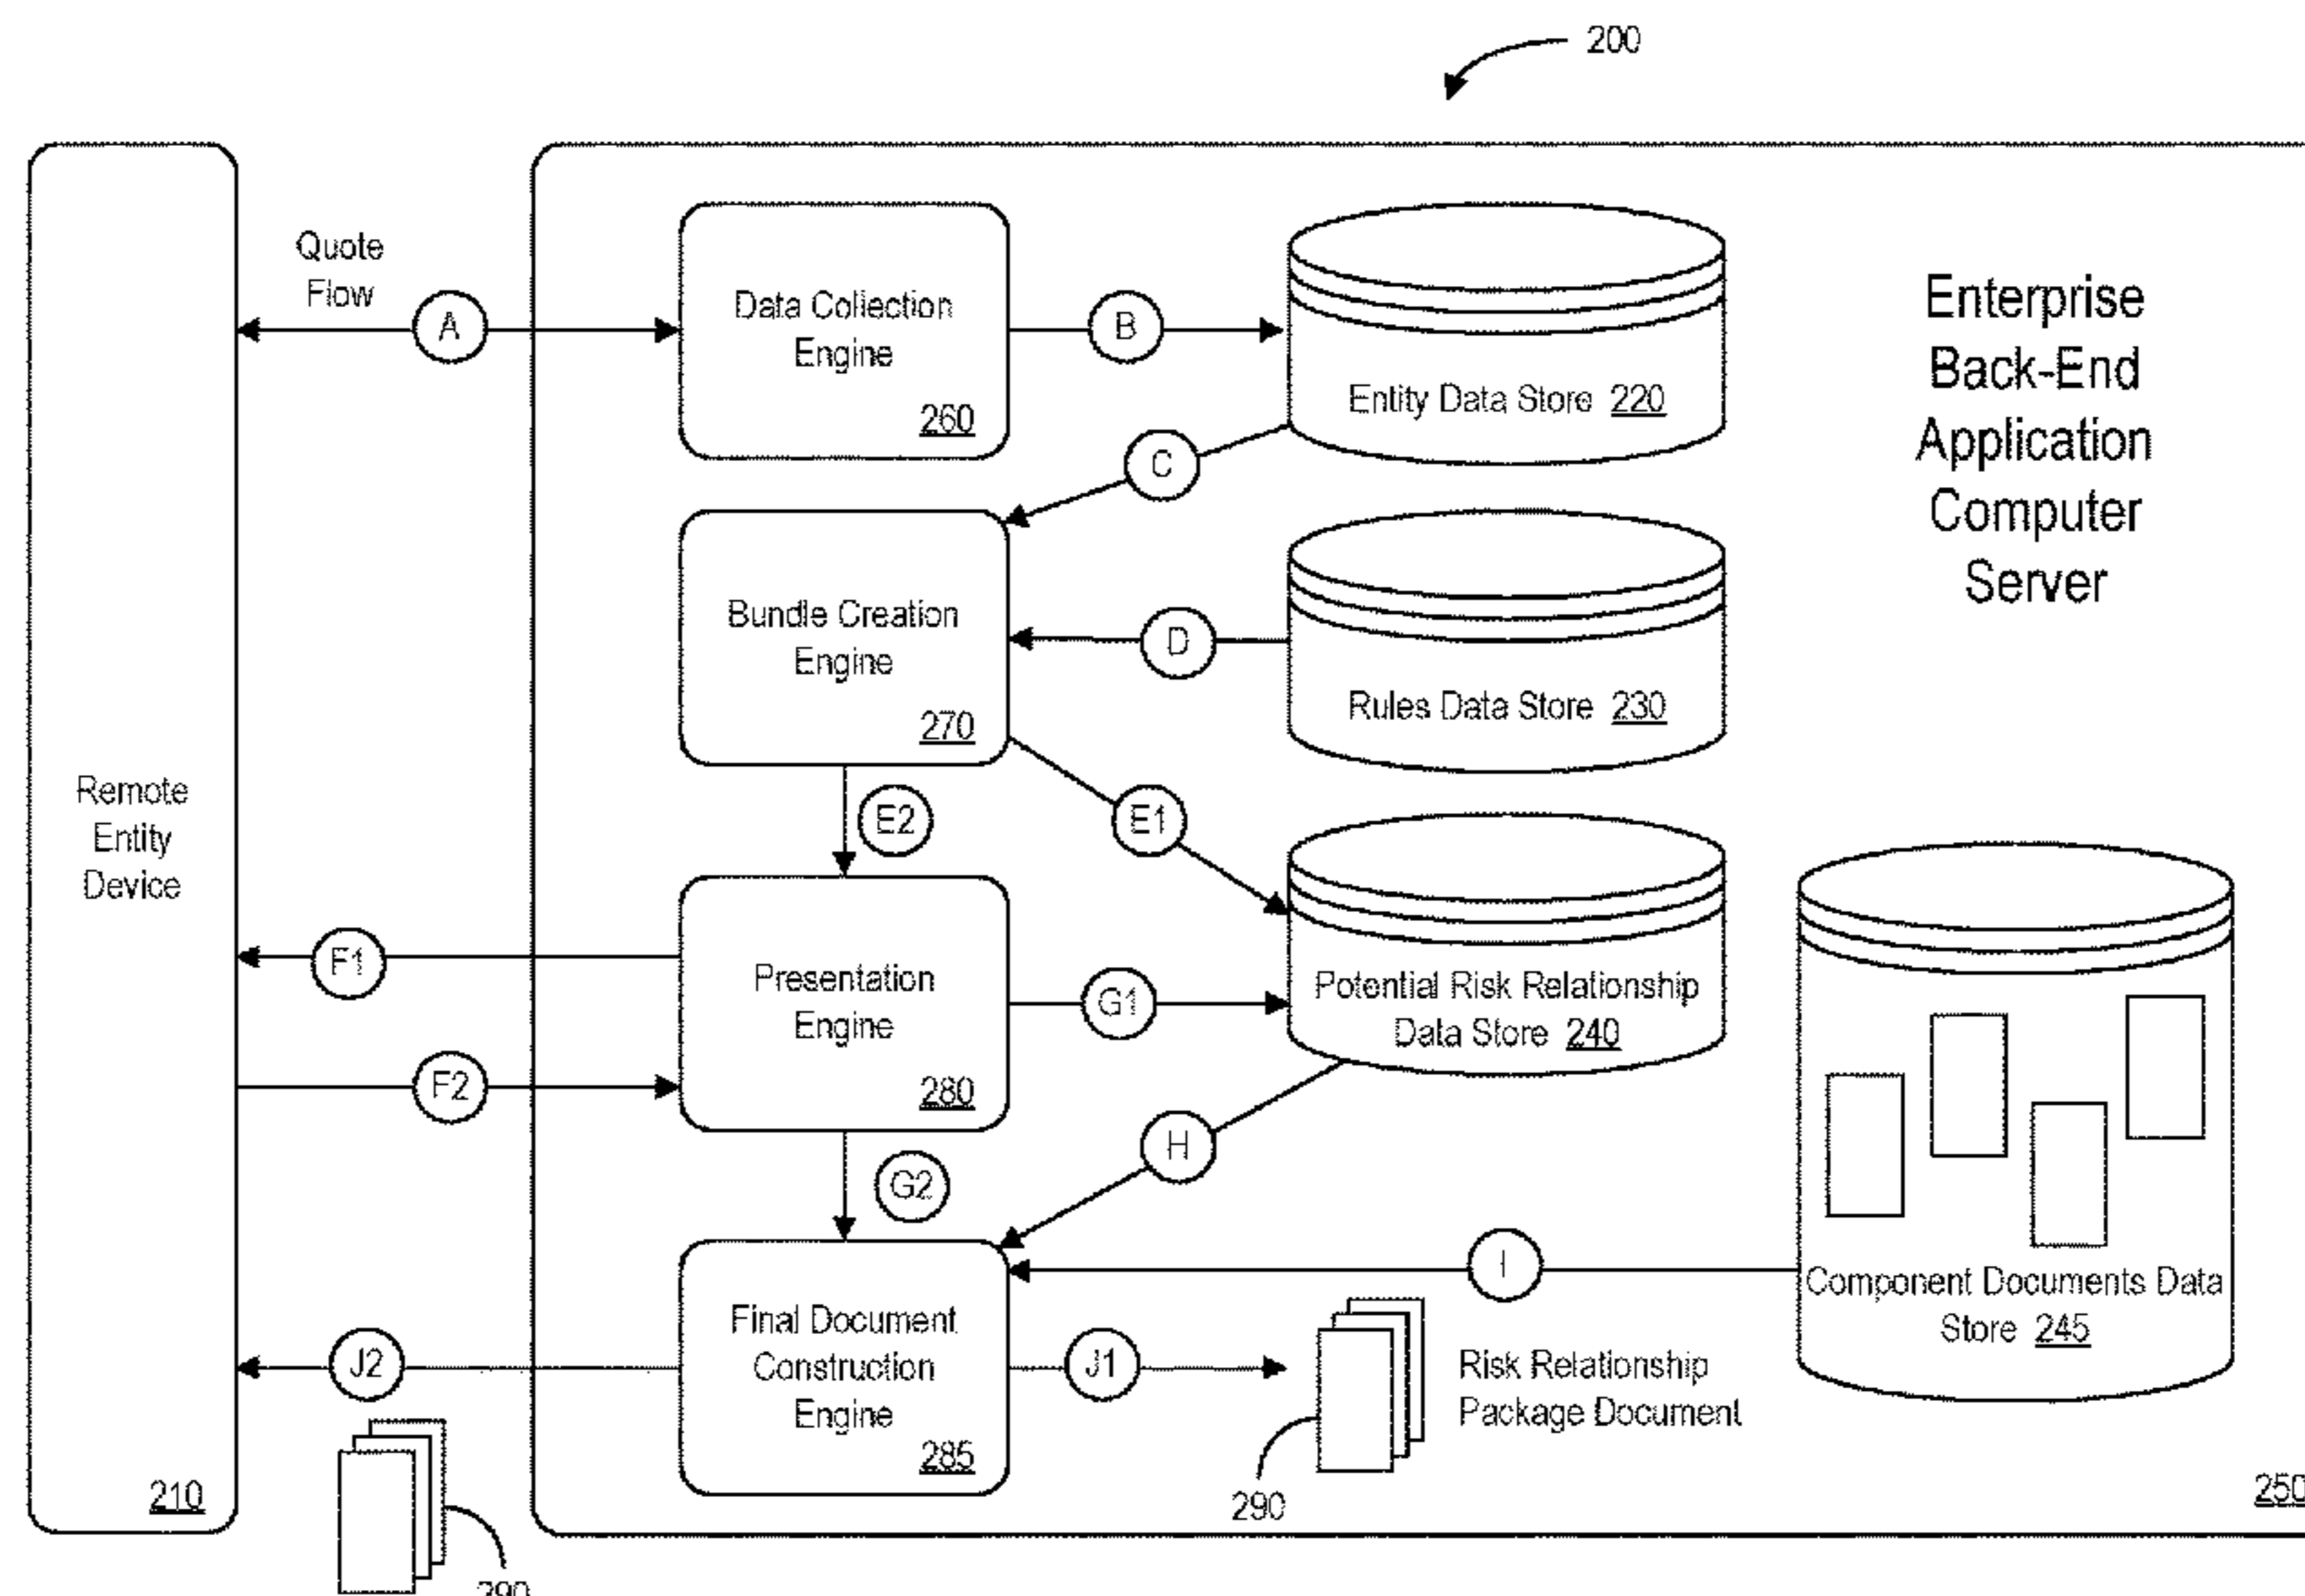 200
Quote
Flow
A
Data Collection
Engine
260
B
Entity Data Store 220
Enterprise
Back-End
Application
Computer
Server
C
Bundle Creation
Engine
270
D
Rules Data Store 230
Remote
Entity
Device
210
E2
E1
F1
F2
Presentation
Engine
280
G1
Potential Risk Relationship
Data Store 240
G2
H
I
Component Documents Data
Store 245
Final Document
Construction
Engine
285
J2
J1
Risk Relationship
Package Document
290
250
290